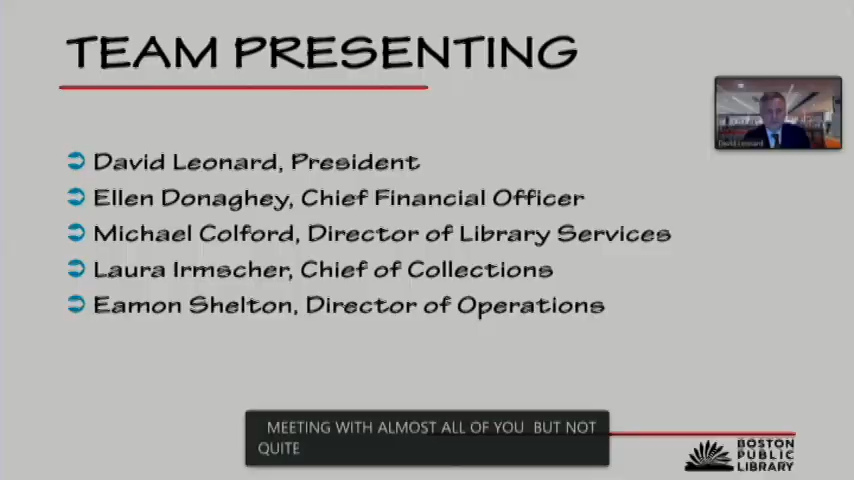 TEAM PRESENTING
David Leonard
David Leonard, President
Ellen Donaghey, Chief Financial Officer
Michael Colford, Director of Library Services
Laura Irmscher, Chief of Collections
Eamon Shelton, Director of Operations
MEETING WITH ALMOST ALL OF YOU BUT NOT
QUITE
BOSTON
PUBLIC
LIBRARY